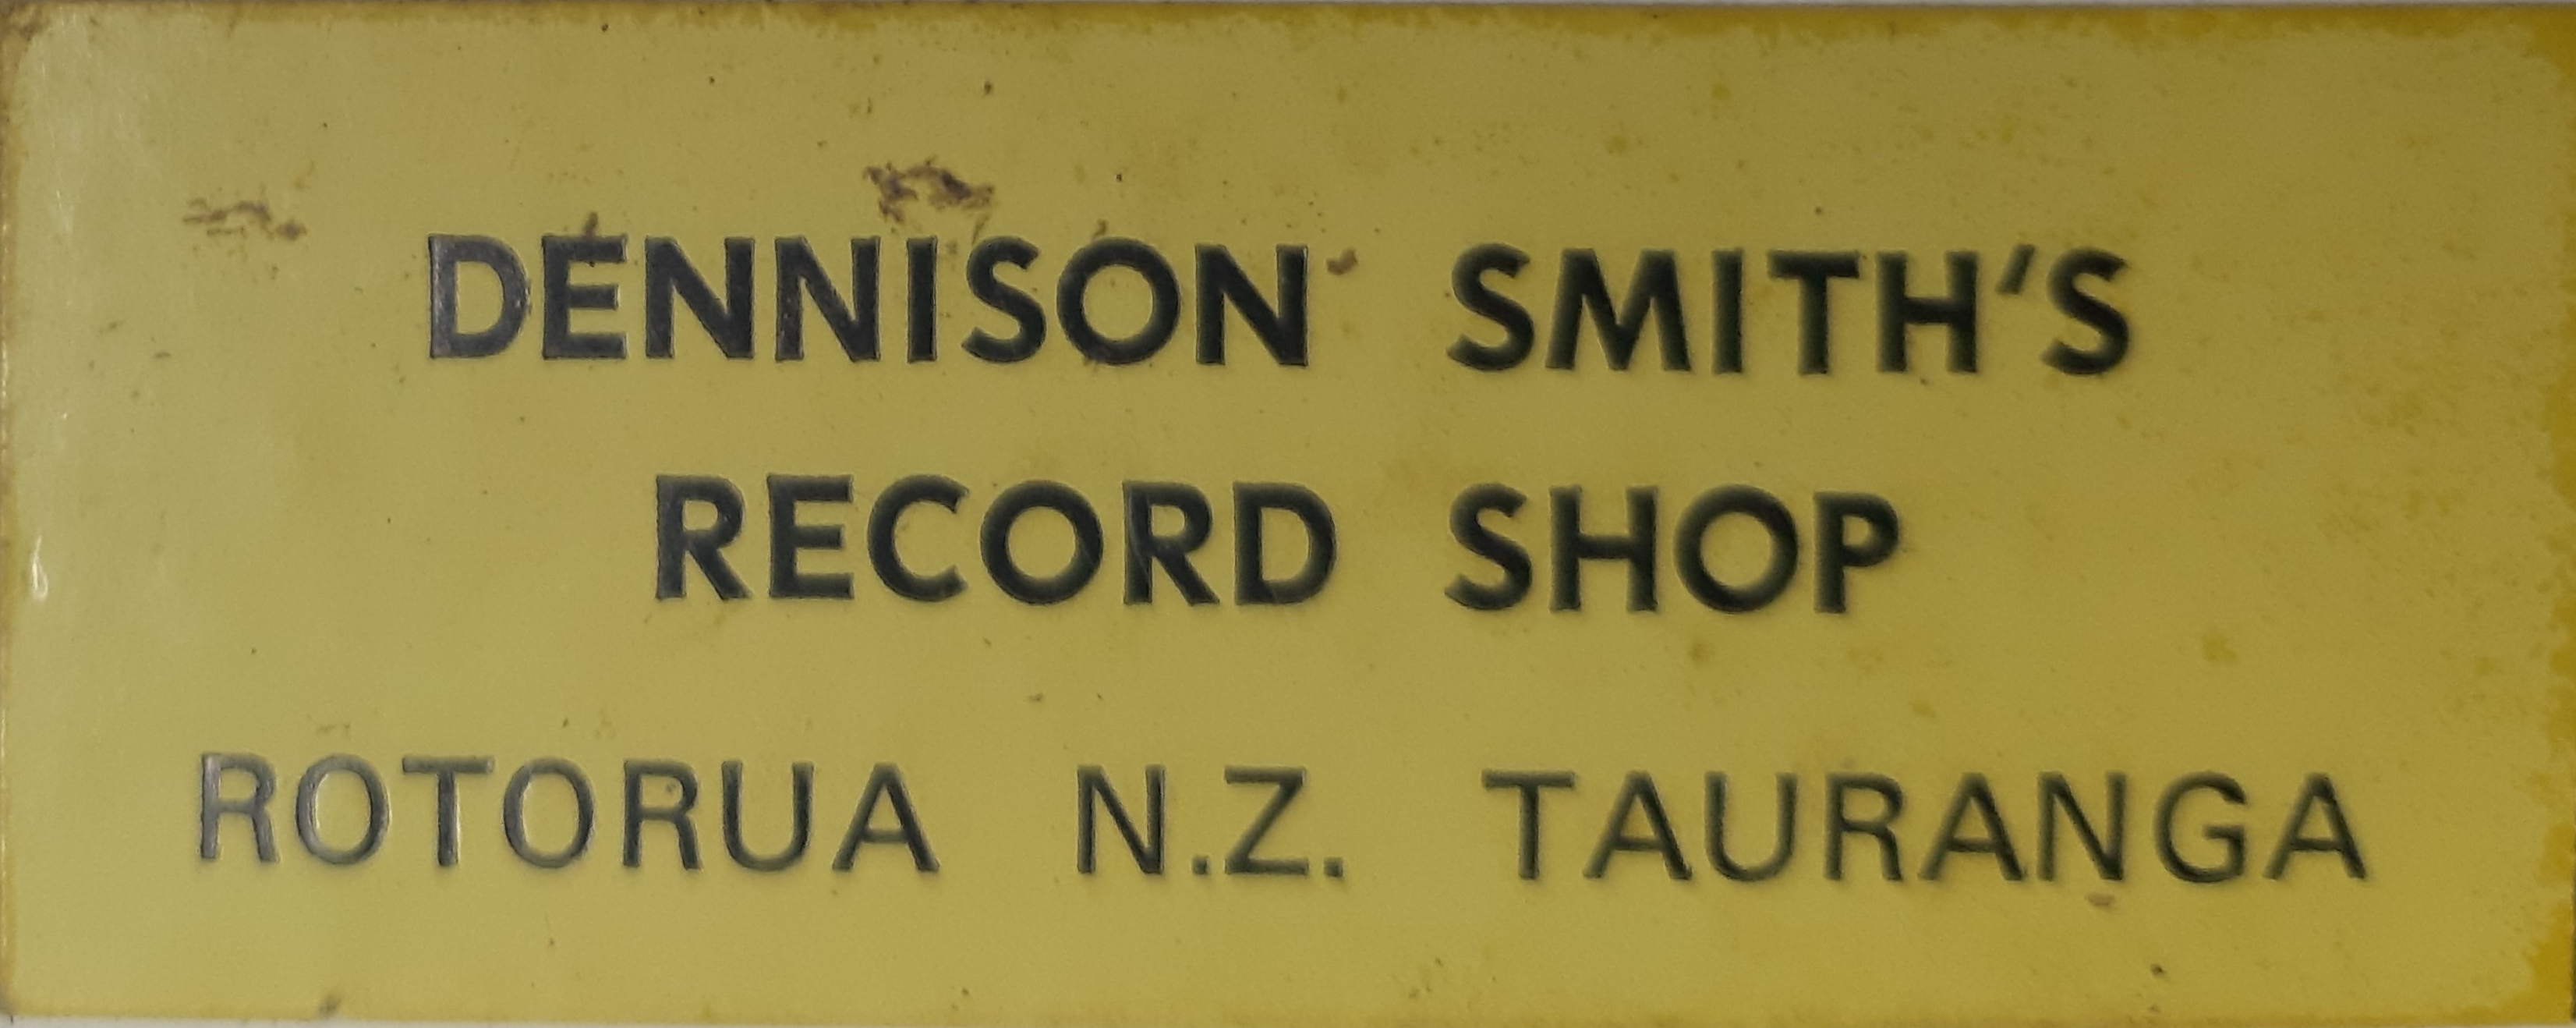 DENNISON SMITH'S
RECORD SHOP
ROTORUA N.Z. TAURANGA